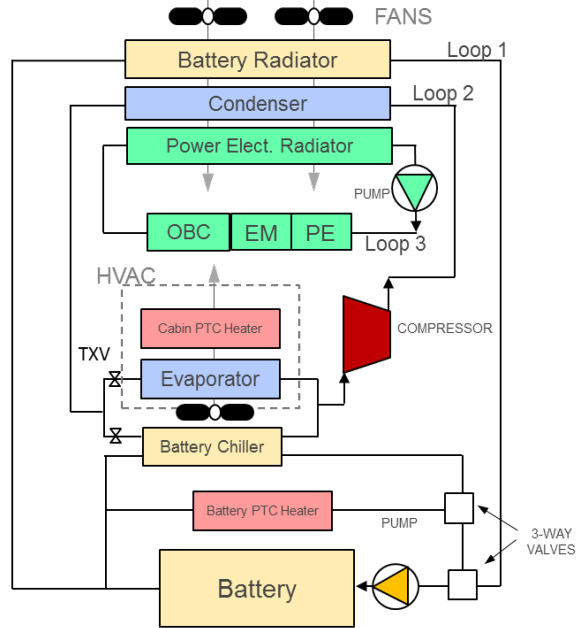 FANS
Battery Radiator
Loop 1
Condenser
Loop 2
Power Elect. Radiator
PUMP
OBC
EM
PE
Loop 3
HVAC
Cabin PTC Heater
COMPRESSOR
TXV
Evaporator
Battery Chiller
Battery PTC Heater
PUMP
3-WAY
VALVES
Battery